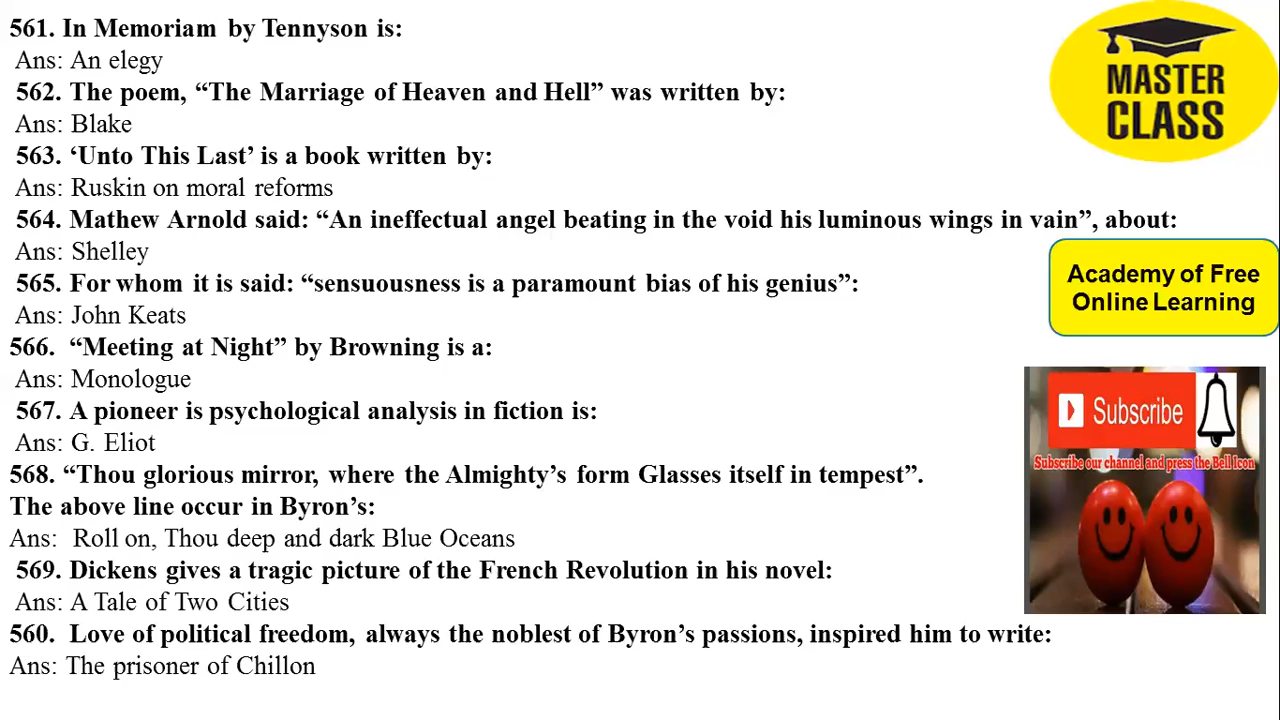 561. In Memoriam by Tennyson is:
Ans: An elegy
562. The poem, “The Marriage of Heaven and Hell” was written by:
Ans: Blake
563. ‘Unto This Last’ is a book written by:
Ans: Ruskin on moral reforms
564. Mathew Arnold said: “An ineffectual angel beating in the void his luminous wings in vain”, about:
Ans: Shelley
565. For whom it is said: “sensuousness is a paramount bias of his genius”:
Ans: John Keats
566. “Meeting at Night” by Browning is a:
Ans: Monologue
567. A pioneer is psychological analysis in fiction is:
Ans: G. Eliot
568. “Thou glorious mirror, where the Almighty’s form Glasses itself in tempest”.
The above line occur in Byron’s:
Ans: Roll on, Thou deep and dark Blue Oceans
569. Dickens gives a tragic picture of the French Revolution in his novel:
Ans: A Tale of Two Cities
560. Love of political freedom, always the noblest of Byron’s passions, inspired him to write:
Ans: The prisoner of Chillon
MASTER
CLASS
Academy of Free
Online Learning
Subscribe
Subscribe our channel and press the Bell Icon